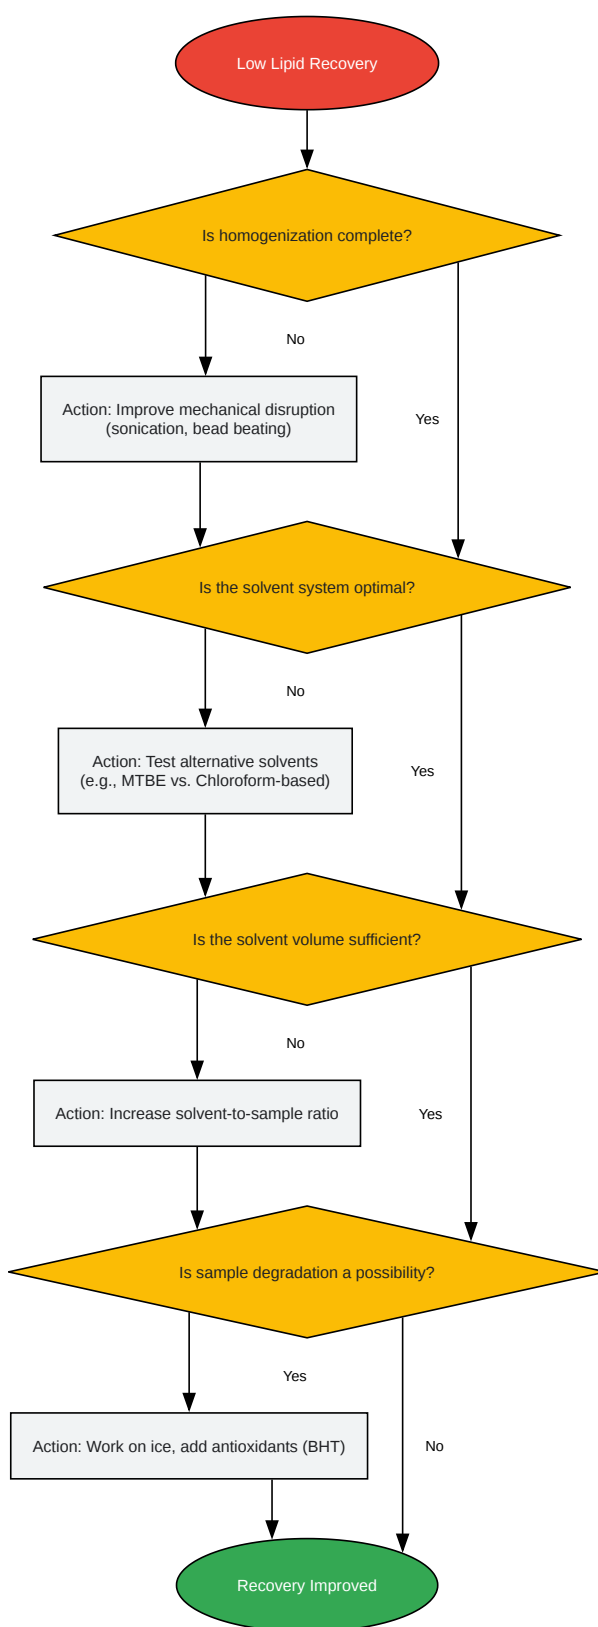 Low Lipid Recovery
Is homogenization complete?
No
Action: Improve mechanical disruption
(sonication, bead beating)
Yes
Is the solvent system optimal?
No
Action: Test alternative solvents
(e.g., MTBE vs. Chloroform-based)
Yes
Is the solvent volume sufficient?
No
Action: Increase solvent-to-sample ratio
Yes
Is sample degradation a possibility?
Yes
Action: Work on ice, add antioxidants (BHT)
No
Recovery Improved